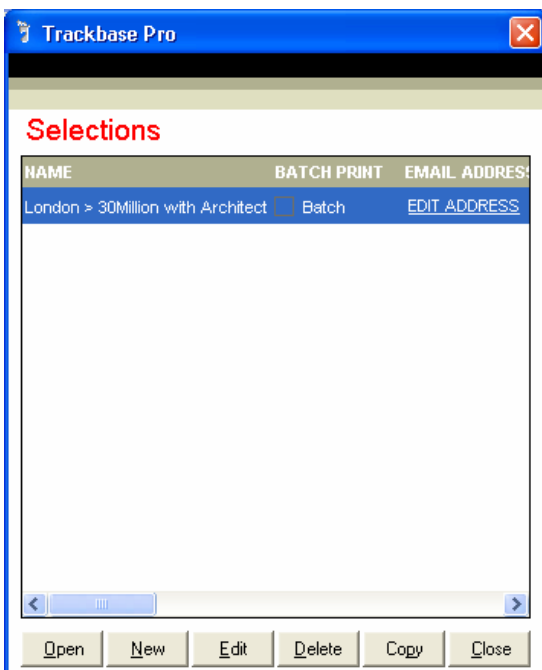 Trackbase Pro
Selections
NAME BATCH PRINT EMAIL ADDRES
London > 30Million with Architect Batch EDIT ADDRESS
Open New Edit Delete Copy Close